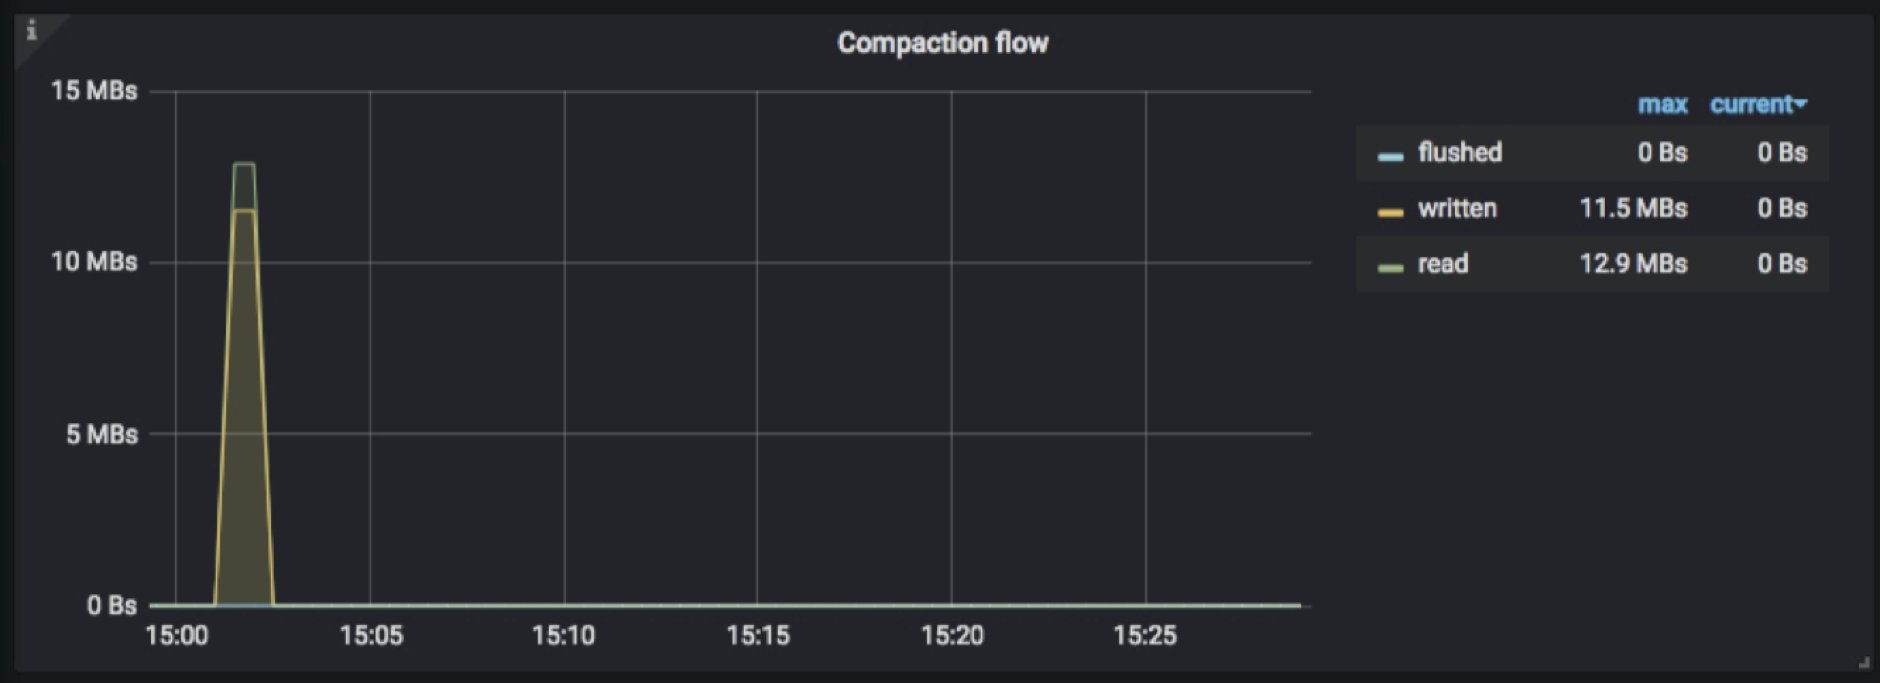 i
Compaction flow
15 MBs
10 MBs
5 MBs
0 Bs
15:00 15:05 15:10 15:15 15:20 15:25
max current
flushed 0 Bs 0 Bs
written 11.5 MBs 0 Bs
read 12.9 MBs 0 Bs